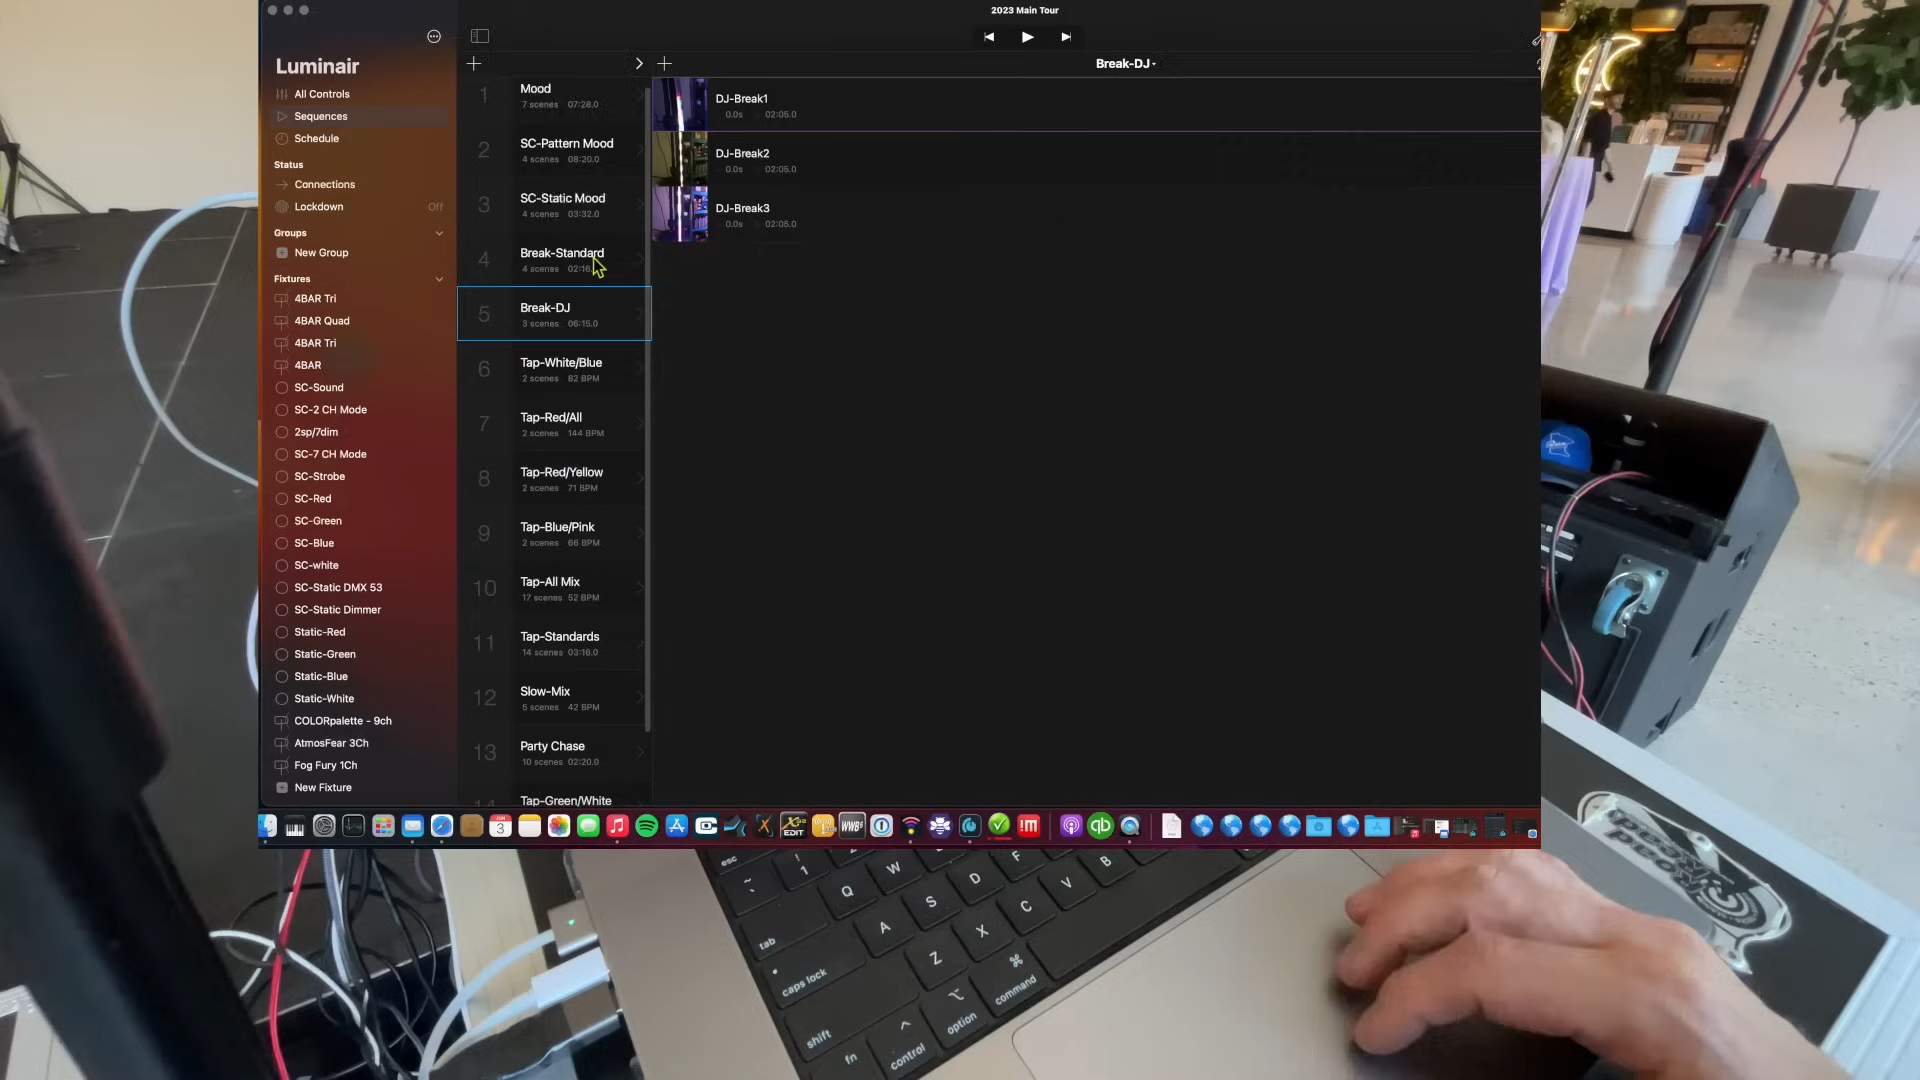 2023 Main Tour
Luminair
All Controls
Sequences
Schedule
Status
Connections
Lockdown Off
Groups
New Group
Fixtures
4BAR Tri
4BAR Quad
4BAR Tri
4BAR
SC-Sound
SC-2 CH Mode
2sp/7dim
SC-7 CH Mode
SC-Strobe
SC-Red
SC-Green
SC-Blue
SC-white
SC-Static DMX 53
SC-Static Dimmer
Static-Red
Static-Green
Static-Blue
Static-White
COLORpalette - 9ch
AtmosFear 3Ch
Fog Fury 1Ch
New Fixture
1 Mood
7 scenes 07:28.0
2 SC-Pattern Mood
4 scenes 08:20.0
3 SC-Static Mood
4 scenes 03:32.0
4 Break-Standard
4 scenes 02:16
5 Break-DJ
3 scenes 06:15.0
6 Tap-White/Blue
2 scenes 82 BPM
7 Tap-Red/All
2 scenes 144 BPM
8 Tap-Red/Yellow
2 scenes 71 BPM
9 Tap-Blue/Pink
2 scenes 66 BPM
10 Tap-All Mix
17 scenes 52 BPM
11 Tap-Standards
14 scenes 03:16.0
12 Slow-Mix
5 scenes 42 BPM
13 Party Chase
10 scenes 02:20.0
14 Tap-Green/White
Break-DJ
DJ-Break1
0.0s 02:05.0
DJ-Break2
0.0s 02:05.0
DJ-Break3
0.0s 02:05.0
JUN
3
EDIT
WWB6
qb
esc
~ ! 1
tab Q W
A S D F
caps lock Z X C V B
shift
fn control option command